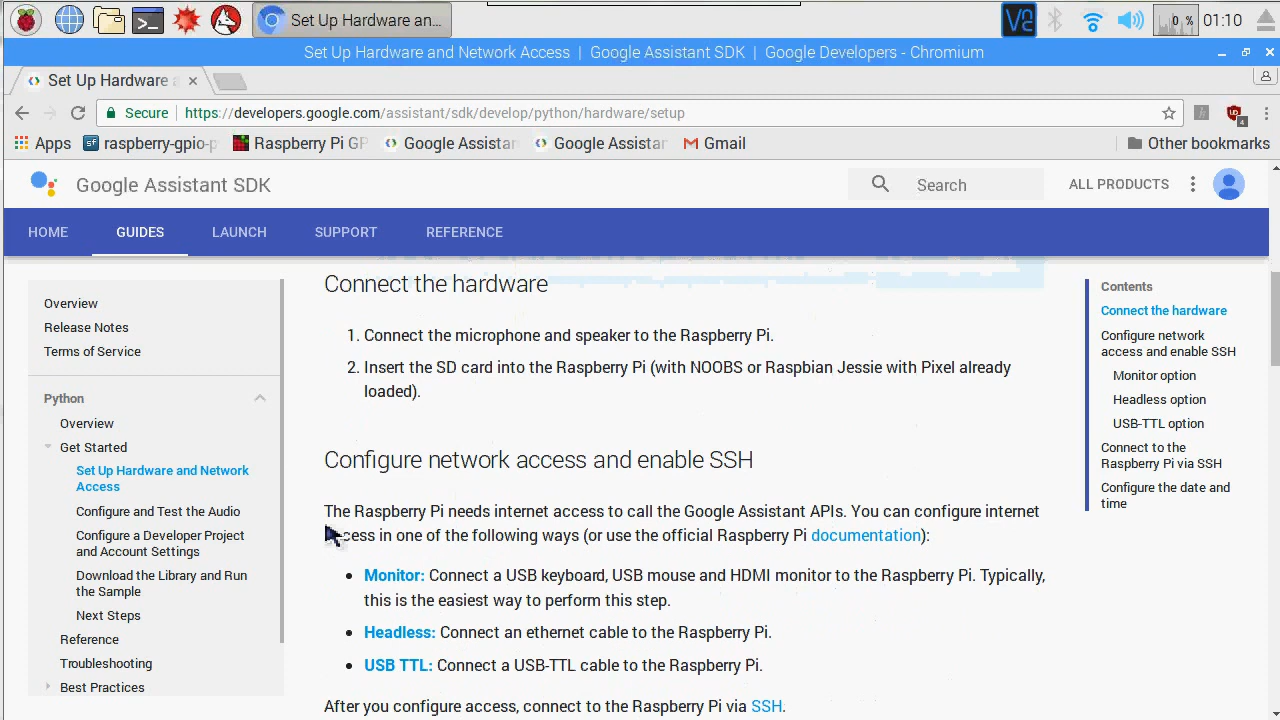 Set Up Hardware an...
VC
0 %
01:10
Set Up Hardware and Network Access | Google Assistant SDK | Google Developers - Chromium
Set Up Hardware a
Secure
https://developers.google.com/assistant/sdk/develop/python/hardware/setup
4
Apps
raspberry-gpio-p
Raspberry Pi GP
Google Assistan
Google Assistan
Gmail
Other bookmarks
Google Assistant SDK
Search
ALL PRODUCTS
HOME
GUIDES
LAUNCH
SUPPORT
REFERENCE
Overview
Release Notes
Terms of Service
Python
Overview
Get Started
Set Up Hardware and Network
Access
Configure and Test the Audio
Configure a Developer Project
and Account Settings
Download the Library and Run
the Sample
Next Steps
Reference
Troubleshooting
Best Practices
Connect the hardware
1. Connect the microphone and speaker to the Raspberry Pi.
2. Insert the SD card into the Raspberry Pi (with NOOBS or Raspbian Jessie with Pixel already
loaded).
Configure network access and enable SSH
The Raspberry Pi needs internet access to call the Google Assistant APIs. You can configure internet
access in one of the following ways (or use the official Raspberry Pi documentation):
Monitor: Connect a USB keyboard, USB mouse and HDMI monitor to the Raspberry Pi. Typically,
this is the easiest way to perform this step.
Headless: Connect an ethernet cable to the Raspberry Pi.
USB TTL: Connect a USB-TTL cable to the Raspberry Pi.
After you configure access, connect to the Raspberry Pi via SSH.
Contents
Connect the hardware
Configure network
access and enable SSH
Monitor option
Headless option
USB-TTL option
Connect to the
Raspberry Pi via SSH
Configure the date and
time